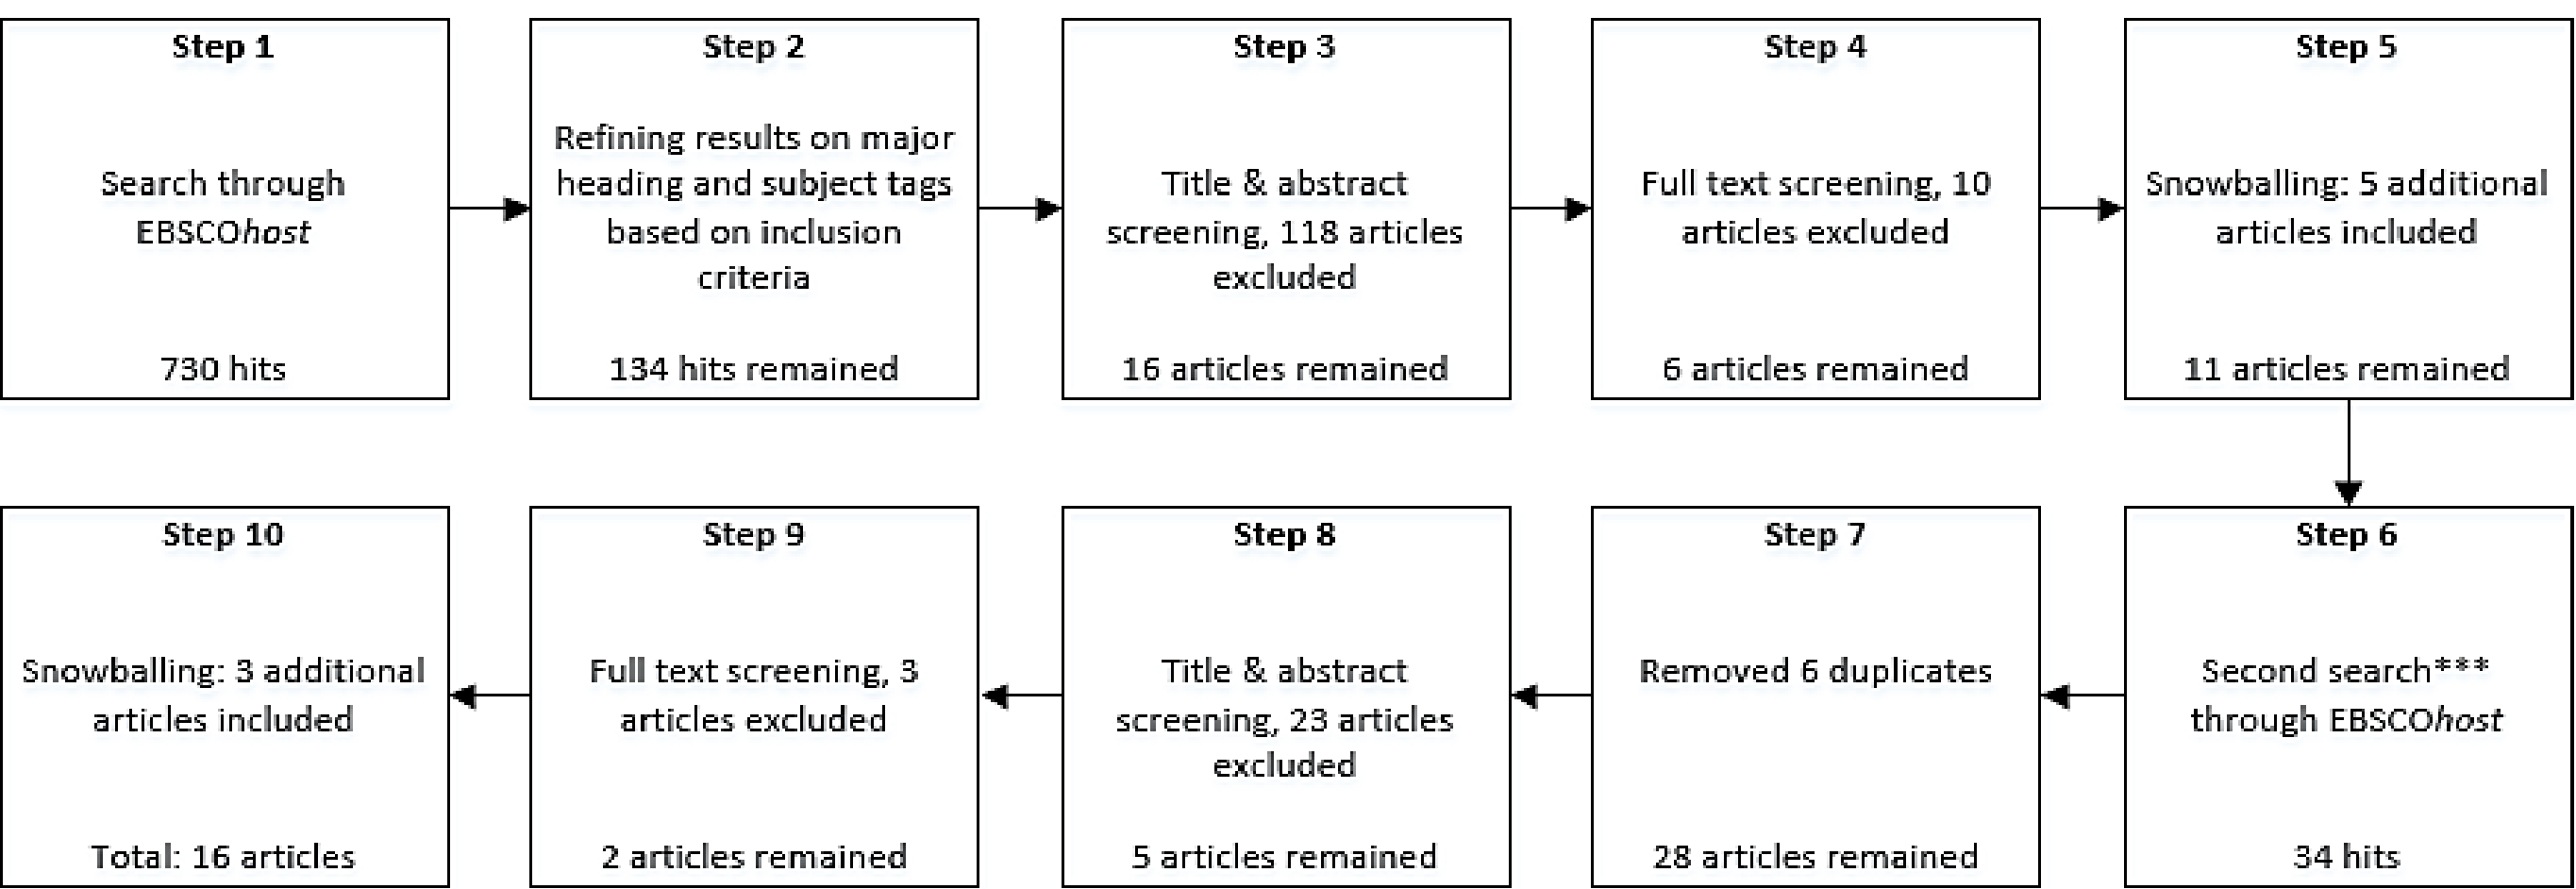 Step 1
Search through
EBSCOhost
730 hits
Step 2
Refining results on major
heading and subject tags
based on inclusion
criteria
134 hits remained
Step 3
Title & abstract
screening, 118 articles
excluded
16 articles remained
Step 4
Full text screening, 10
articles excluded
6 articles remained
Step 5
Snowballing: 5 additional
articles included
11 articles remained
Step 6
Second search***
through EBSCOhost
34 hits
Step 7
Removed 6 duplicates
28 articles remained
Step 8
Title & abstract
screening, 23 articles
excluded
5 articles remained
Step 9
Full text screening, 3
articles excluded
2 articles remained
Step 10
Snowballing: 3 additional
articles included
Total: 16 articles